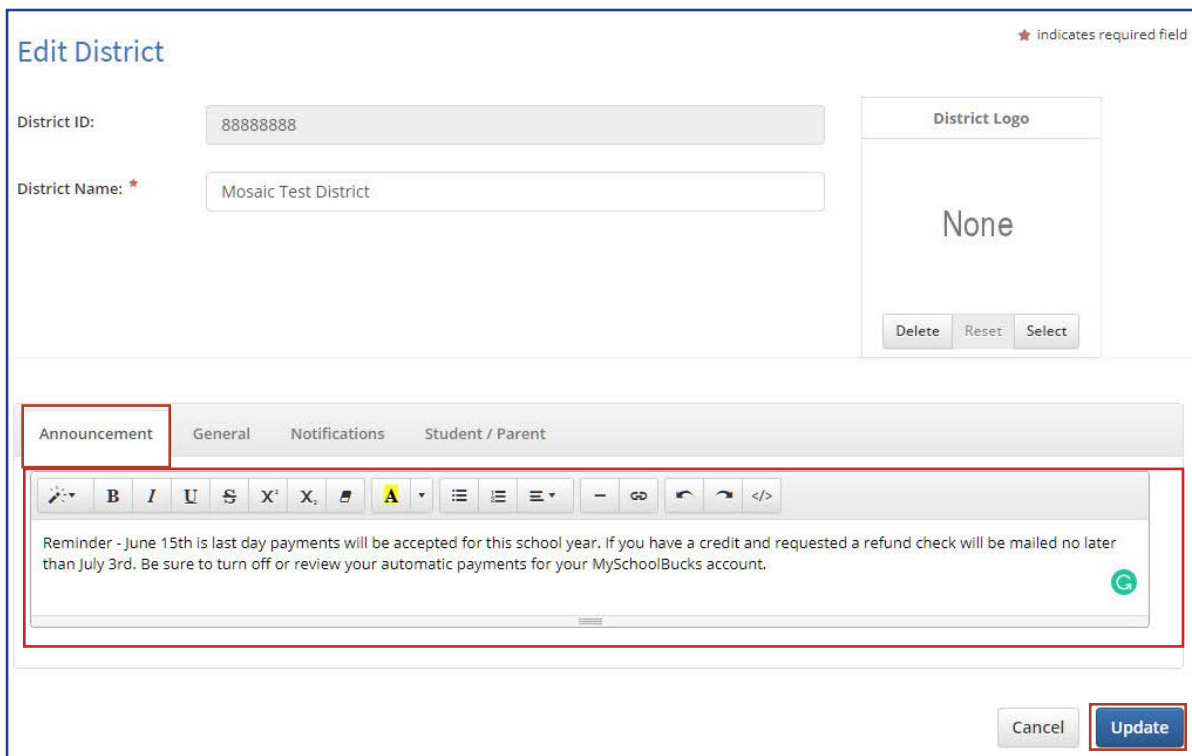 Edit District
★ indicates required field
District ID:
88888888
District Name: *
Mosaic Test District
District Logo
None
Delete Reset Select
Announcement General Notifications Student / Parent
B I U S X² X₂ A </>
Reminder - June 15th is last day payments will be accepted for this school year. If you have a credit and requested a refund check will be mailed no later
than July 3rd. Be sure to turn off or review your automatic payments for your MySchoolBucks account.
Cancel Update